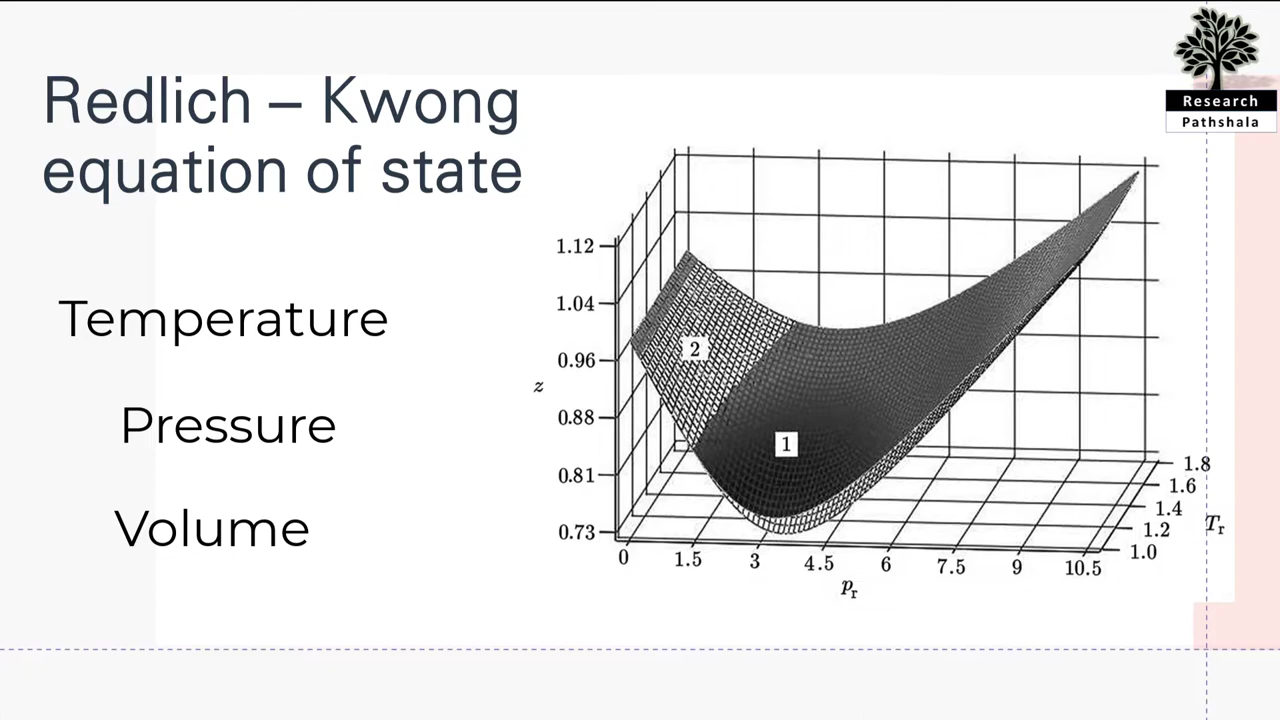 Redlich – Kwong
equation of state
Research
Pathshala
Temperature
Pressure
Volume
1.12
1.04
0.96
0.88
0.81
0.73
z
2
1
0
1.5
3
4.5
6
7.5
9
10.5
pr
1.8
1.6
1.4
1.2
1.0
Tr